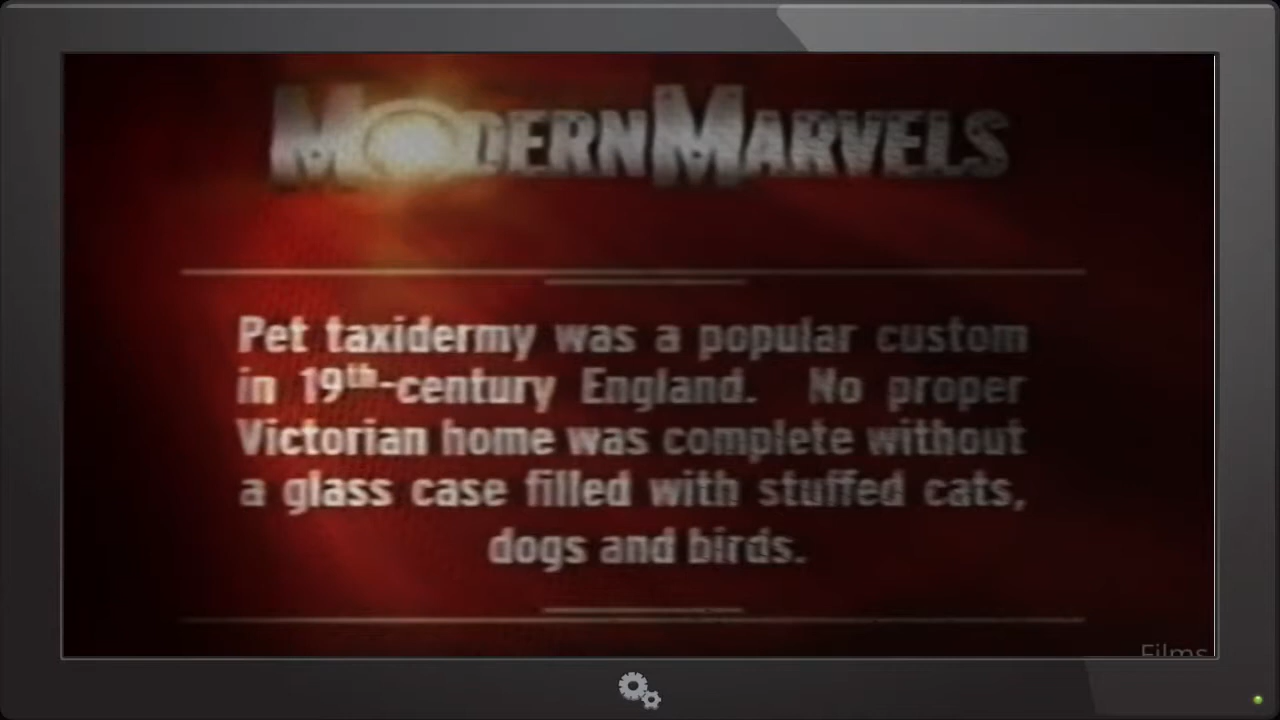 MODERN MARVELS
Pet taxidermy was a popular custom
in 19th-century England. No proper
Victorian home was complete without
a glass case filled with stuffed cats,
dogs and birds.
Films